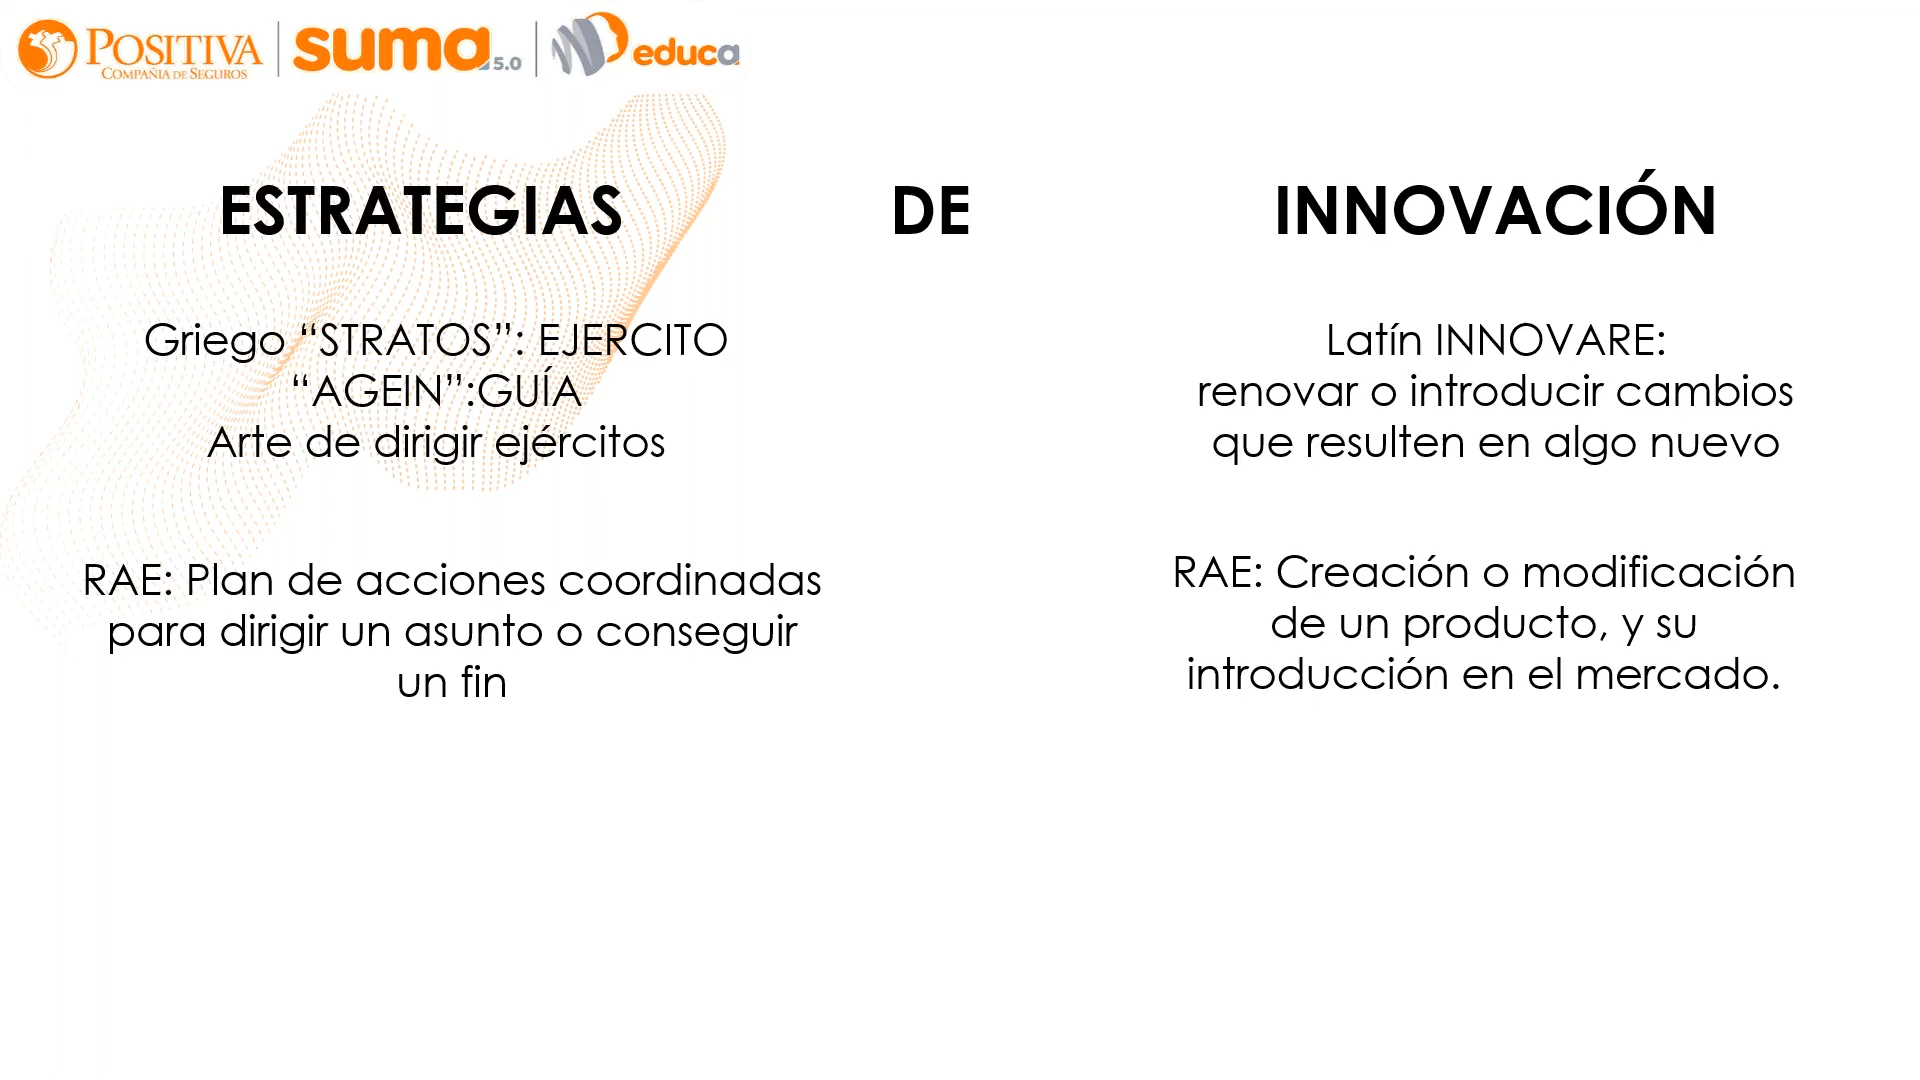 POSITIVA
COMPAÑIA DE SEGUROS
suma 5.0
educa
ESTRATEGIAS DE INNOVACIÓN
Griego “STRATOS”: EJERCITO
“AGEIN”:GUÍA
Arte de dirigir ejércitos
RAE: Plan de acciones coordinadas
para dirigir un asunto o conseguir
un fin
Latín INNOVARE:
renovar o introducir cambios
que resulten en algo nuevo
RAE: Creación o modificación
de un producto, y su
introducción en el mercado.